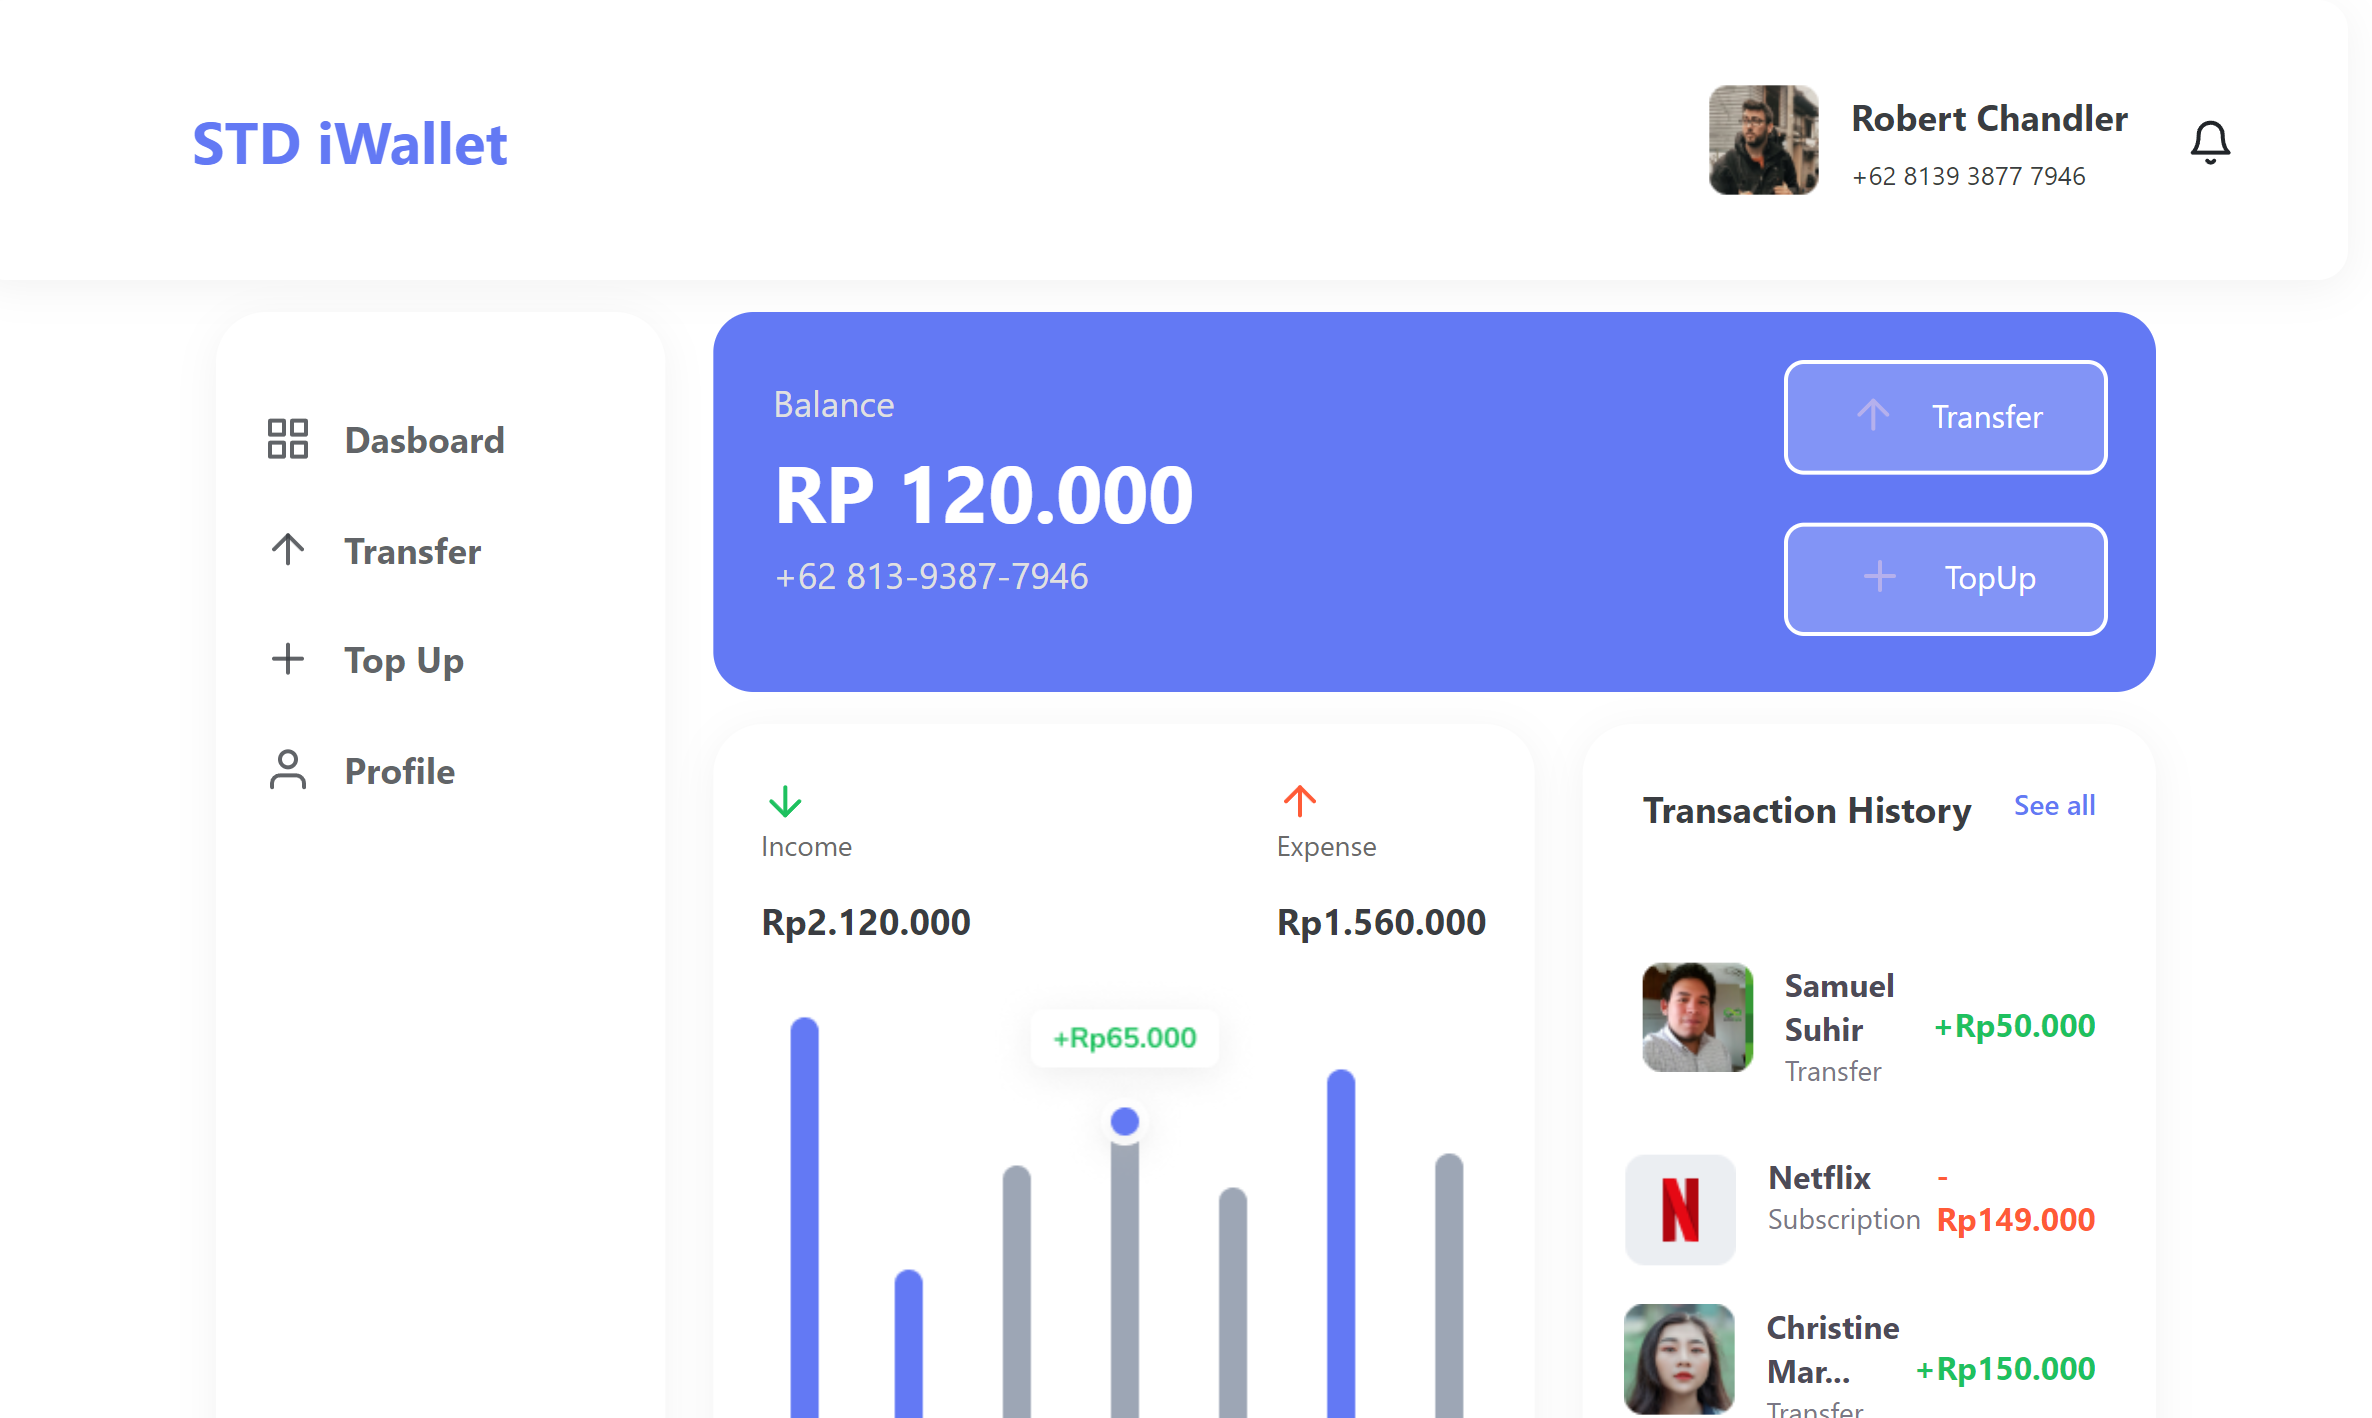 STD iWallet
Robert Chandler
+62 8139 3877 7946
Dasboard
Transfer
Top Up
Profile
Balance
RP 120.000
+62 813-9387-7946
Transfer
TopUp
Income
Rp2.120.000
Expense
Rp1.560.000
+Rp65.000
Transaction History
See all
Samuel
Suhir
Transfer
+Rp50.000
Netflix
Subscription
-
Rp149.000
N
Christine
Mar...
Transfer
+Rp150.000